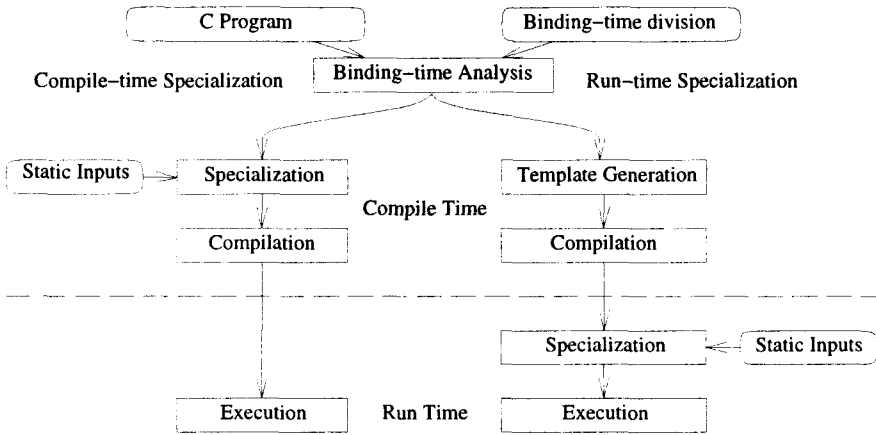 C Program
Binding-time division
Compile-time Specialization
Binding-time Analysis
Run-time Specialization
Static Inputs
Specialization
Template Generation
Compile Time
Compilation
Compilation
Specialization
Static Inputs
Execution
Run Time
Execution